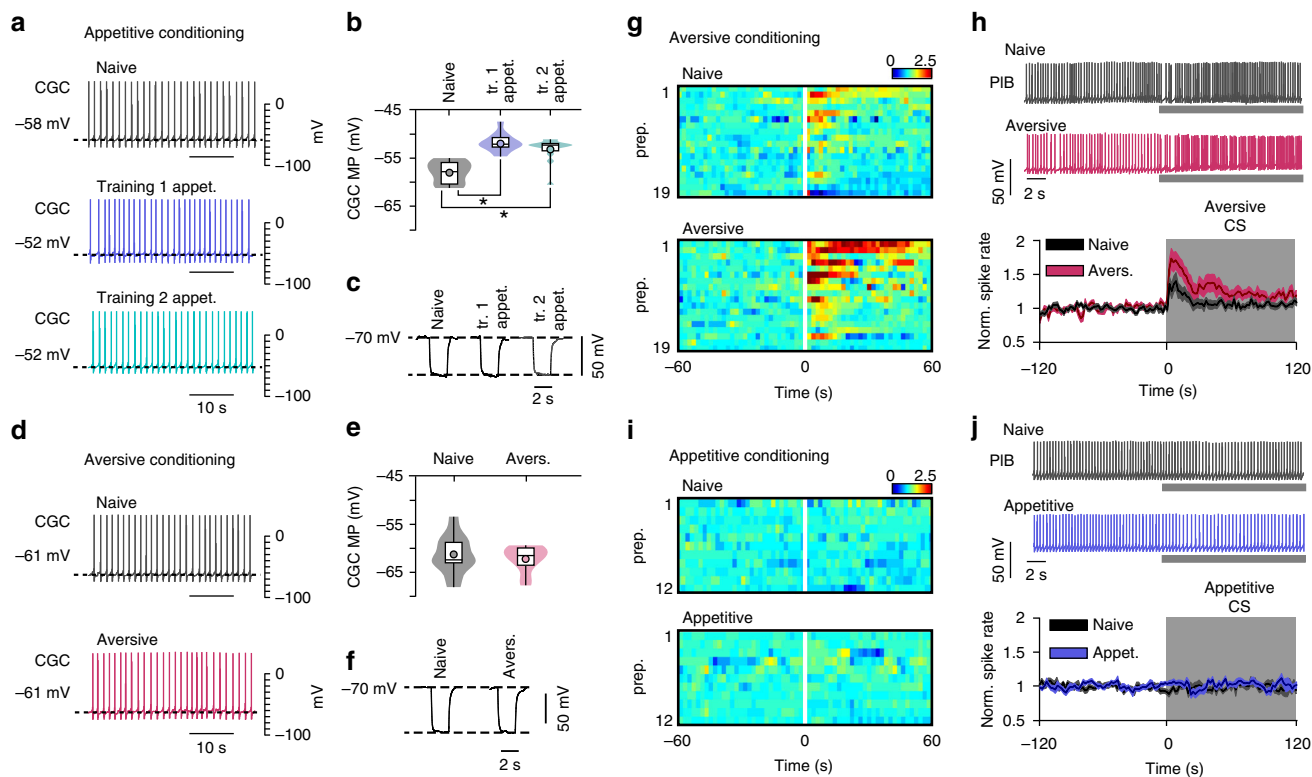 a
Appetitive conditioning
Naive
CGC
−58 mV
0
−100
mV
Training 1 appet.
CGC
−52 mV
0
−100
Training 2 appet.
CGC
−52 mV
0
−100
10 s
b
Naive
tr. 1 appet.
tr. 2 appet.
CGC MP (mV)
−45
−55
−65
*
*
c
Naive
tr. 1 appet.
tr. 2 appet.
−70 mV
50 mV
2 s
d
Aversive conditioning
Naive
CGC
−61 mV
0
−100
mV
Aversive
CGC
−61 mV
0
−100
10 s
e
Naive
Avers.
CGC MP (mV)
−45
−55
−65
f
Naive
Avers.
−70 mV
50 mV
2 s
g
Aversive conditioning
0 2.5
Naive
1
prep.
19
Aversive
1
prep.
19
−60 0 60
Time (s)
h
Naive
PIB
Aversive
50 mV
2 s
Aversive
CS
Naive
Avers.
Norm. spike rate
2
1.5
1
0.5
−120 0 120
Time (s)
i
Appetitive conditioning
0 2.5
Naive
1
prep.
12
Appetitive
1
prep.
12
−60 0 60
Time (s)
j
Naive
PIB
Appetitive
50 mV
2 s
Appetitive
CS
Naive
Appet.
Norm. spike rate
2
1.5
1
0.5
−120 0 120
Time (s)